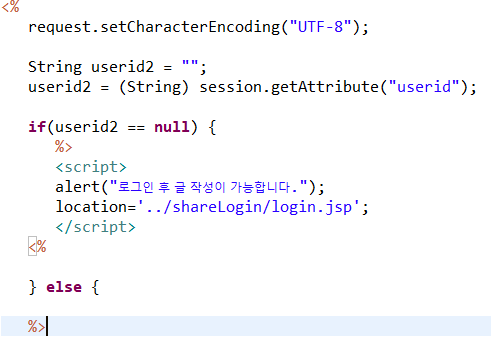 <%
request.setCharacterEncoding("UTF-8");
String userid2 = "";
userid2 = (String) session.getAttribute("userid");
if(userid2 == null) {
%>
<script>
alert("로그인 후 글 작성이 가능합니다.");
location='../shareLogin/login.jsp';
</script>
<%
} else {
%>